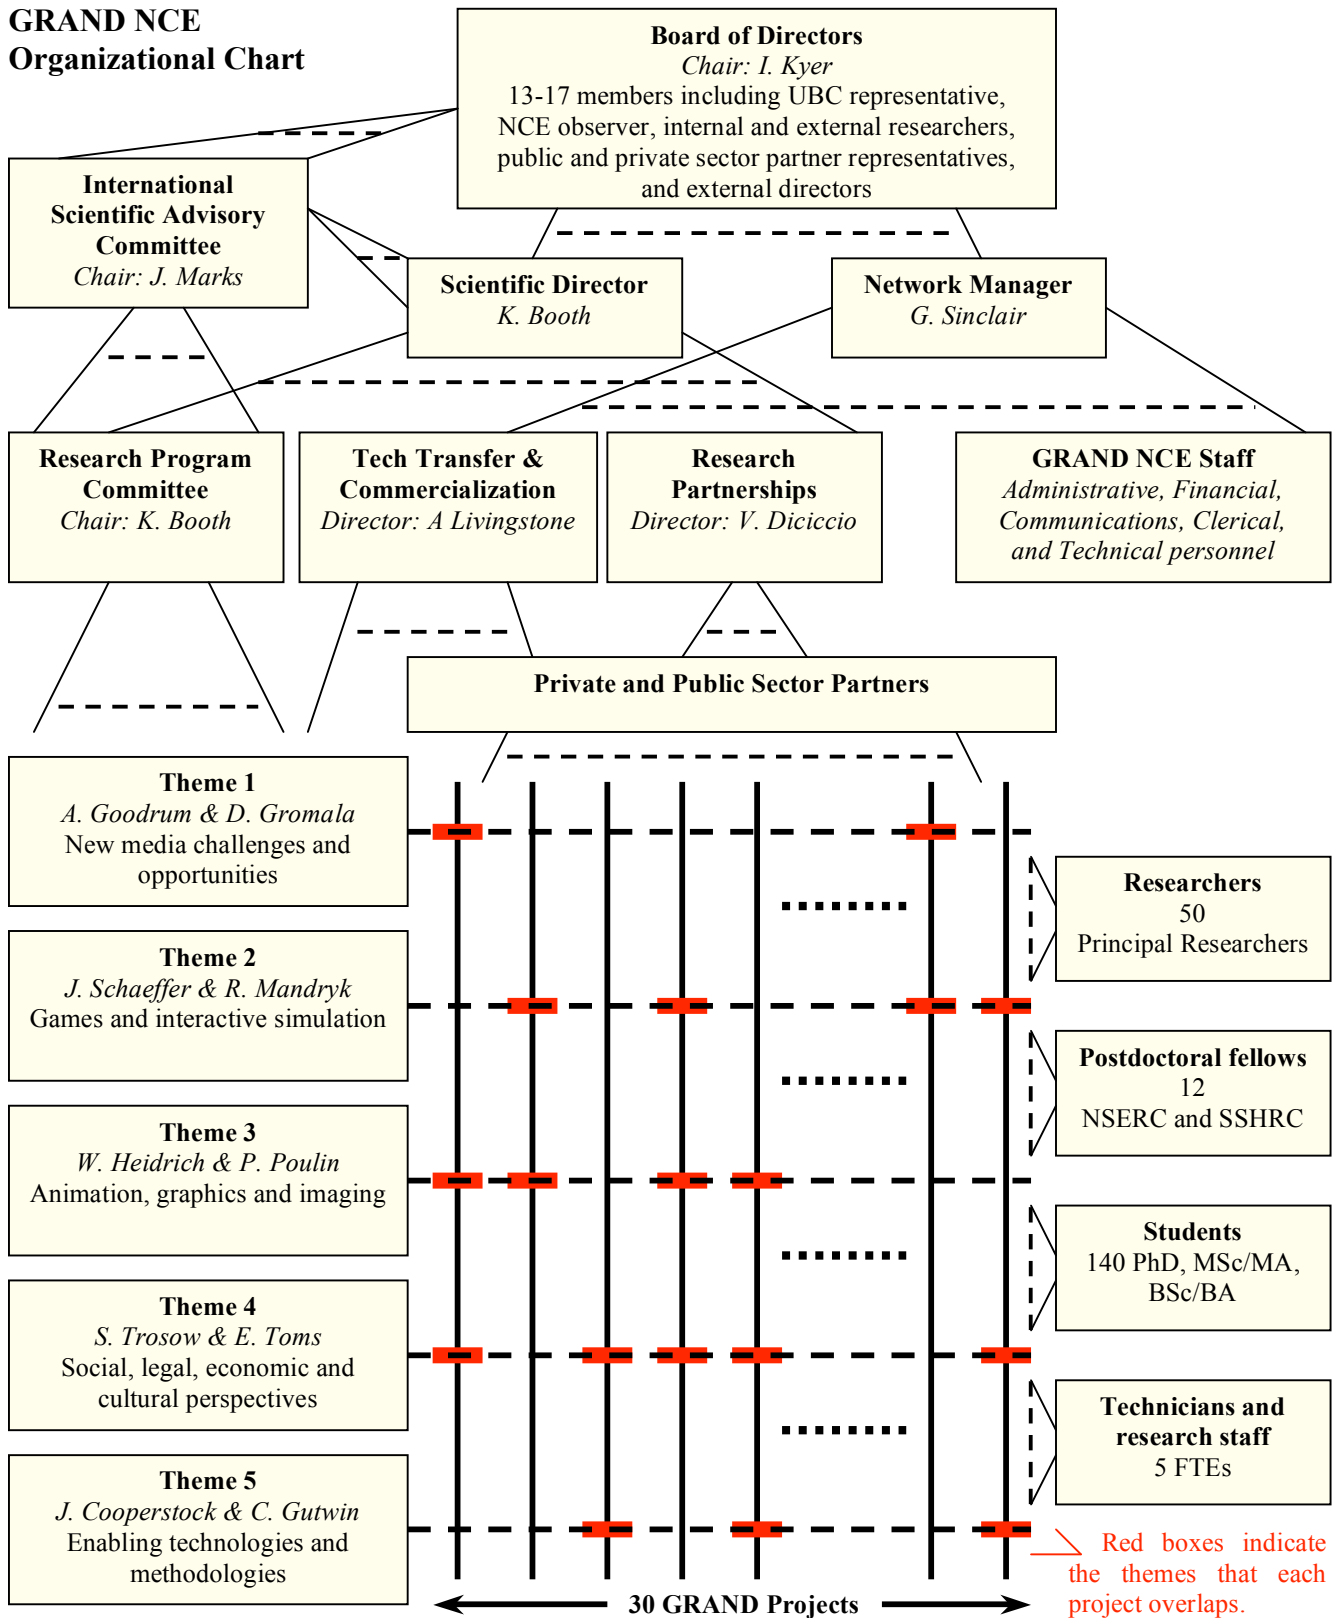 GRAND NCE
Organizational Chart
Board of Directors
Chair: I. Kyer
13-17 members including UBC representative,
NCE observer, internal and external researchers,
public and private sector partner representatives,
and external directors
International
Scientific Advisory
Committee
Chair: J. Marks
Scientific Director
K. Booth
Network Manager
G. Sinclair
Research Program
Committee
Chair: K. Booth
Tech Transfer &
Commercialization
Director: A Livingstone
Research
Partnerships
Director: V. Diciccio
GRAND NCE Staff
Administrative, Financial,
Communications, Clerical,
and Technical personnel
Private and Public Sector Partners
Theme 1
A. Goodrum & D. Gromala
New media challenges and
opportunities
Theme 2
J. Schaeffer & R. Mandryk
Games and interactive simulation
Theme 3
W. Heidrich & P. Poulin
Animation, graphics and imaging
Theme 4
S. Trosow & E. Toms
Social, legal, economic and
cultural perspectives
Theme 5
J. Cooperstock & C. Gutwin
Enabling technologies and
methodologies
Researchers
50
Principal Researchers
Postdoctoral fellows
12
NSERC and SSHRC
Students
140 PhD, MSc/MA,
BSc/BA
Technicians and
research staff
5 FTEs
Red boxes indicate
the themes that each
project overlaps.
30 GRAND Projects